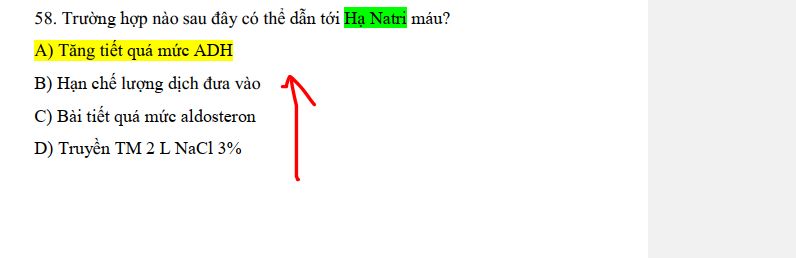 58. Trường hợp nào sau đây có thể dẫn tới Hạ Natri máu?
A) Tăng tiết quá mức ADH
B) Hạn chế lượng dịch đưa vào
C) Bài tiết quá mức aldosteron
D) Truyền TM 2 L NaCl 3%